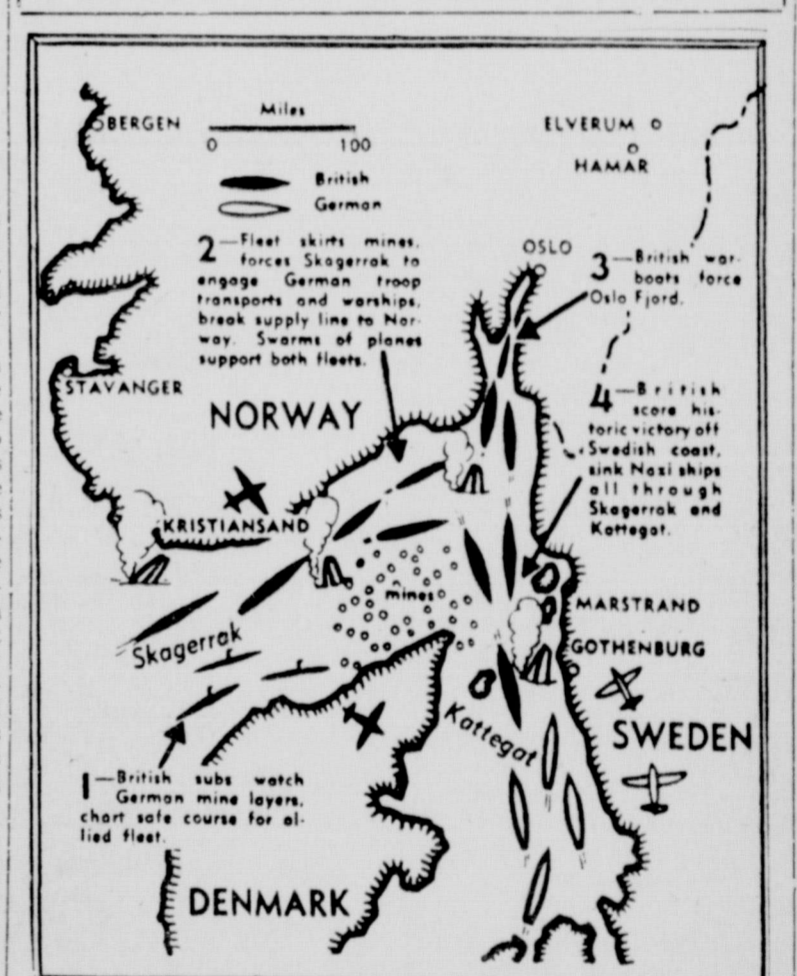 Miles
BERGEN
0 100
ELVERUM
HAMAR
British
German
2—Fleet skirts mines,
forces Skagerrak to
engage German troop
transports and warships,
break supply line to Nor-
way. Swarms of planes
support both fleets.
OSLO
3—British war-
boats force
Oslo Fjord.
STAVANGER
NORWAY
4—British
score his-
toric victory off
Swedish coast,
sink Nazi ships
all through
Skagerrak and
Kattegat.
KRISTIANSAND
mines
MARSTRAND
Skagerrak
GOTHENBURG
Kattegat
SWEDEN
1—British subs watch
German mine layers,
chart safe course for al-
lied fleet.
DENMARK